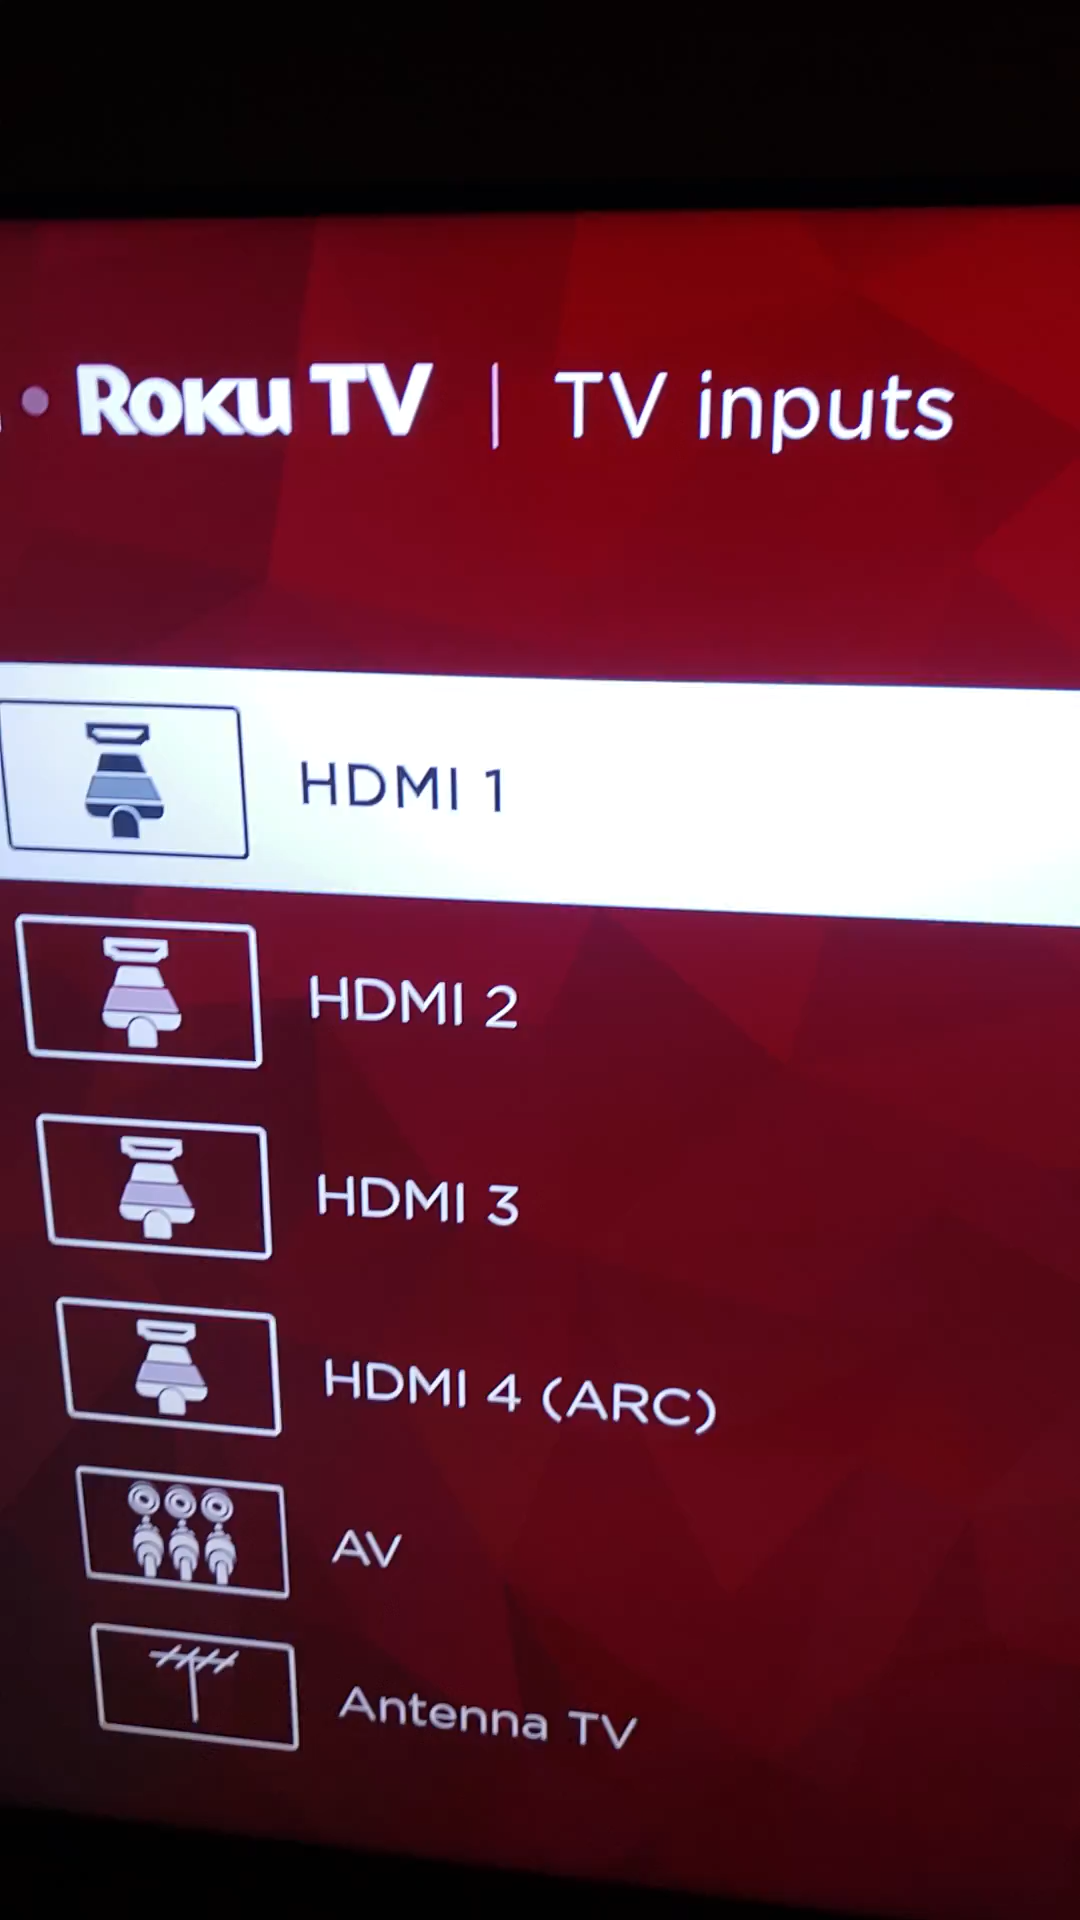 Roku TV | TV inputs
HDMI 1
HDMI 2
HDMI 3
HDMI 4 (ARC)
AV
Antenna TV